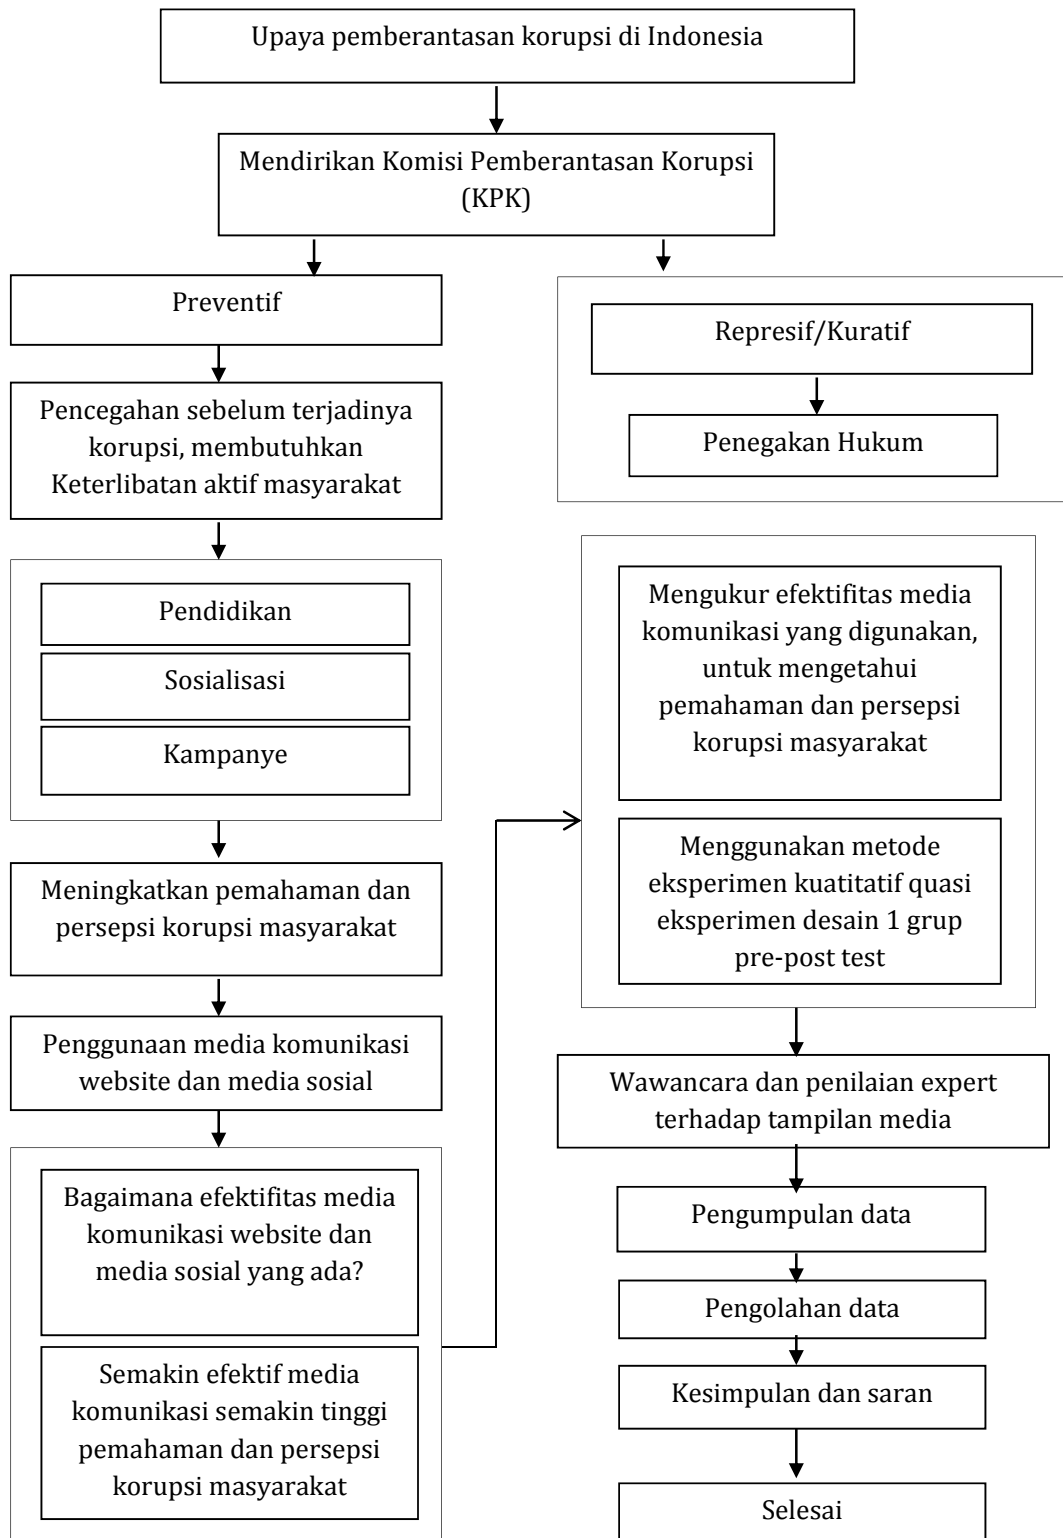 Upaya pemberantasan korupsi di Indonesia
Mendirikan Komisi Pemberantasan Korupsi
(KPK)
Preventif
Pencegahan sebelum terjadinya
korupsi, membutuhkan
Keterlibatan aktif masyarakat
Pendidikan
Sosialisasi
Kampanye
Meningkatkan pemahaman dan
persepsi korupsi masyarakat
Penggunaan media komunikasi
website dan media sosial
Bagaimana efektifitas media
komunikasi website dan
media sosial yang ada?
Semakin efektif media
komunikasi semakin tinggi
pemahaman dan persepsi
korupsi masyarakat
Represif/Kuratif
Penegakan Hukum
Mengukur efektifitas media
komunikasi yang digunakan,
untuk mengetahui
pemahaman dan persepsi
korupsi masyarakat
Menggunakan metode
eksperimen kuatitatif quasi
eksperimen desain 1 grup
pre-post test
Wawancara dan penilaian expert
terhadap tampilan media
Pengumpulan data
Pengolahan data
Kesimpulan dan saran
Selesai